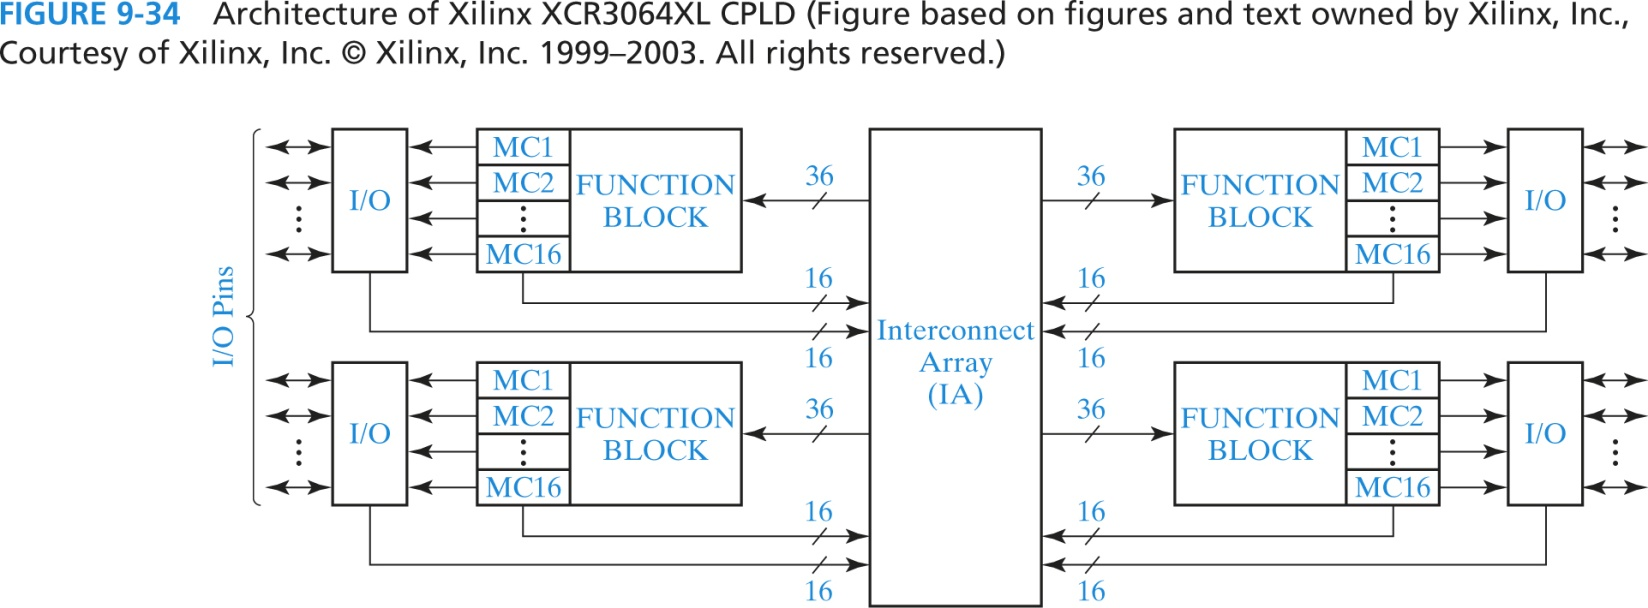 FIGURE 9-34 Architecture of Xilinx XCR3064XL CPLD (Figure based on figures and text owned by Xilinx, Inc.,
Courtesy of Xilinx, Inc. © Xilinx, Inc. 1999–2003. All rights reserved.)
I/O Pins
I/O
MC1
MC2
MC16
FUNCTION
BLOCK
36
16
16
I/O
MC1
MC2
MC16
FUNCTION
BLOCK
36
16
16
Interconnect
Array
(IA)
36
16
16
FUNCTION
BLOCK
MC1
MC2
MC16
I/O
36
16
16
FUNCTION
BLOCK
MC1
MC2
MC16
I/O